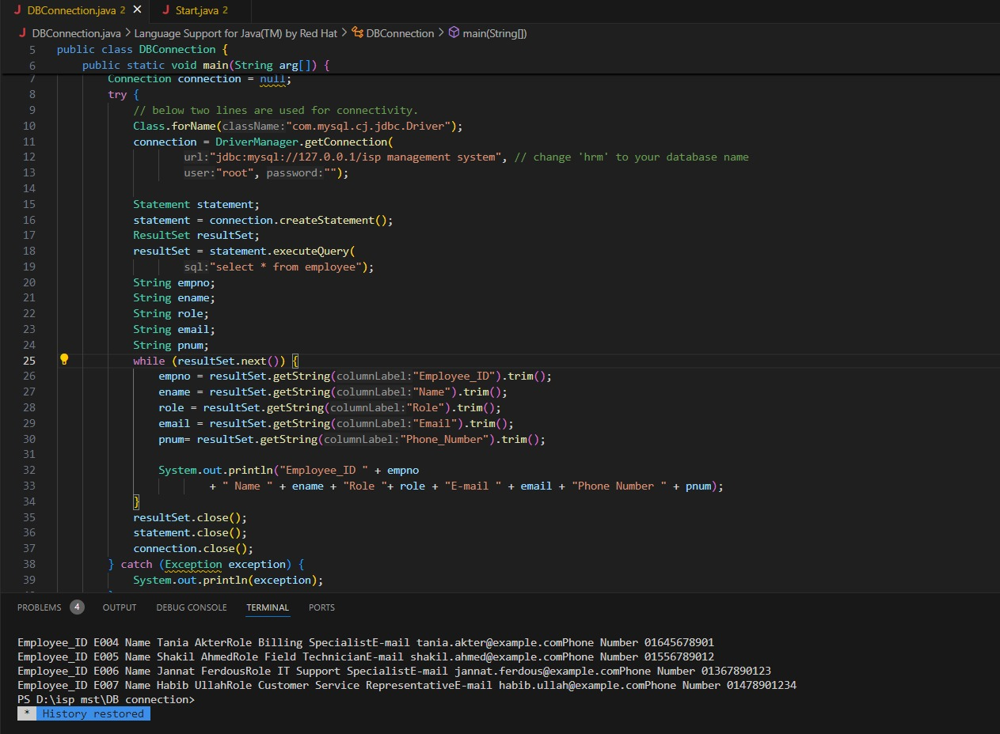 DBConnection.java 2 Start.java 2
DBConnection.java > Language Support for Java(TM) by Red Hat > DBConnection > main(String[])
5 public class DBConnection {
6 public static void main(String arg[]) {
7 Connection connection = null;
8 try {
9 // below two lines are used for connectivity.
10 Class.forName(className:"com.mysql.cj.jdbc.Driver");
11 connection = DriverManager.getConnection(
12 url:"jdbc:mysql://127.0.0.1/isp management system", // change 'hrm' to your database name
13 user:"root", password:"");
14
15 Statement statement;
16 statement = connection.createStatement();
17 ResultSet resultSet;
18 resultSet = statement.executeQuery(
19 sql:"select * from employee");
20 String empno;
21 String ename;
22 String role;
23 String email;
24 String pnum;
25 while (resultSet.next()) {
26 empno = resultSet.getString(columnLabel:"Employee_ID").trim();
27 ename = resultSet.getString(columnLabel:"Name").trim();
28 role = resultSet.getString(columnLabel:"Role").trim();
29 email = resultSet.getString(columnLabel:"Email").trim();
30 pnum= resultSet.getString(columnLabel:"Phone_Number").trim();
31
32 System.out.println("Employee_ID " + empno
33 + " Name " + ename + "Role "+ role + "E-mail " + email + "Phone Number " + pnum);
34 }
35 resultSet.close();
36 statement.close();
37 connection.close();
38 } catch (Exception exception) {
39 System.out.println(exception);
PROBLEMS 4 OUTPUT DEBUG CONSOLE TERMINAL PORTS
Employee_ID E004 Name Tania AkterRole Billing SpecialistE-mail tania.akter@example.comPhone Number 01645678901
Employee_ID E005 Name Shakil AhmedRole Field TechnicianE-mail shakil.ahmed@example.comPhone Number 01556789012
Employee_ID E006 Name Jannat FerdousRole IT Support SpecialistE-mail jannat.ferdous@example.comPhone Number 01367890123
Employee_ID E007 Name Habib UllahRole Customer Service RepresentativeE-mail habib.ullah@example.comPhone Number 01478901234
PS D:\isp mst\DB connection>
* History restored